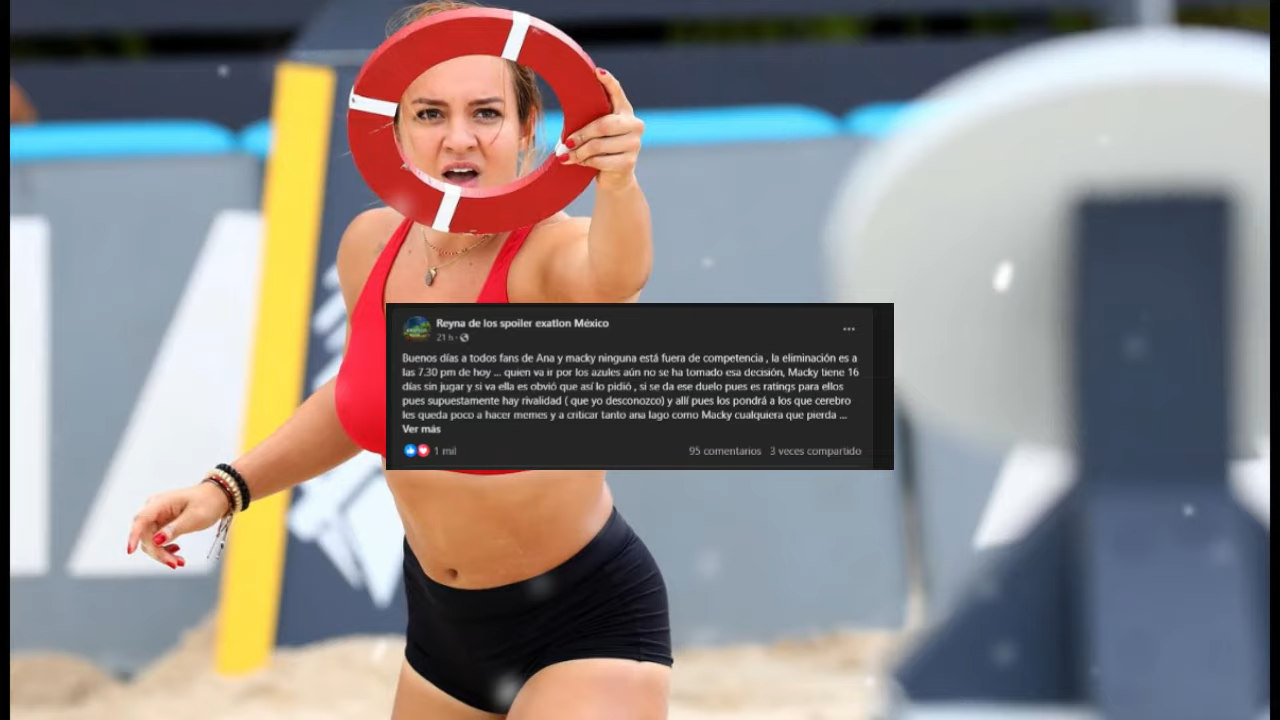 Reyna de los spoiler exatlon México
21 h ·
Buenos días a todos fans de Ana y macky ninguna está fuera de competencia , la eliminación es a
las 7.30 pm de hoy ... quien va ir por los azules aún no se ha tomado esa decisión, Macky tiene 16
días sin jugar y si va ella es obvió que así lo pidió , si se da ese duelo pues es ratings para ellos
pues supuestamente hay rivalidad ( que yo desconozco) y allí pues los pondrá a los que cerebro
les queda poco a hacer memes y a criticar tanto ana lago como Macky cualquiera que pierda ...
Ver más
1 mil
95 comentarios 3 veces compartido